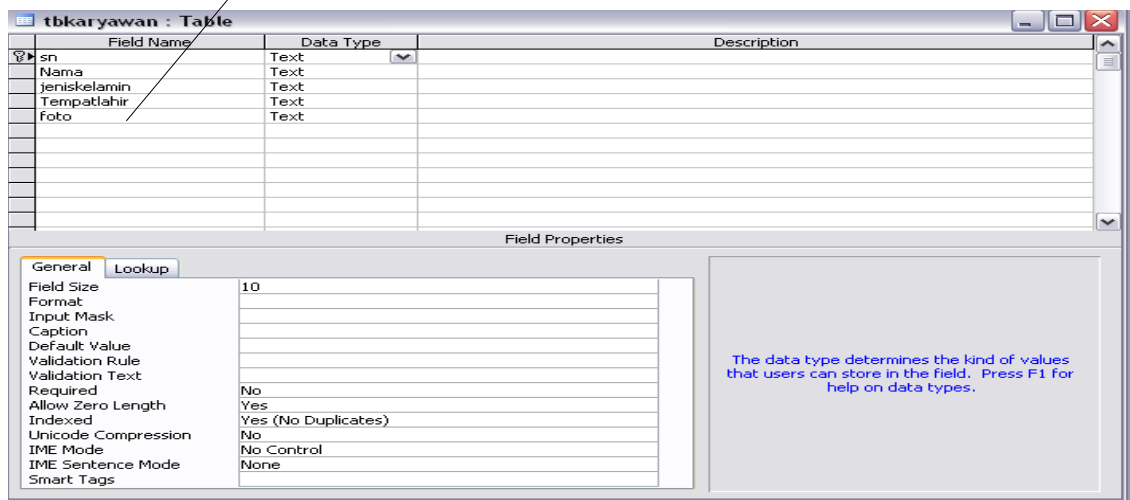 tbkaryawan : Table
Field Name Data Type Description
sn Text
Nama Text
jeniskelamin Text
Tempatlahir Text
foto Text
Field Properties
General Lookup
Field Size 10
Format
Input Mask
Caption
Default Value
Validation Rule
Validation Text
Required No
Allow Zero Length Yes
Indexed Yes (No Duplicates)
Unicode Compression No
IME Mode No Control
IME Sentence Mode None
Smart Tags
The data type determines the kind of values
that users can store in the field. Press F1 for
help on data types.